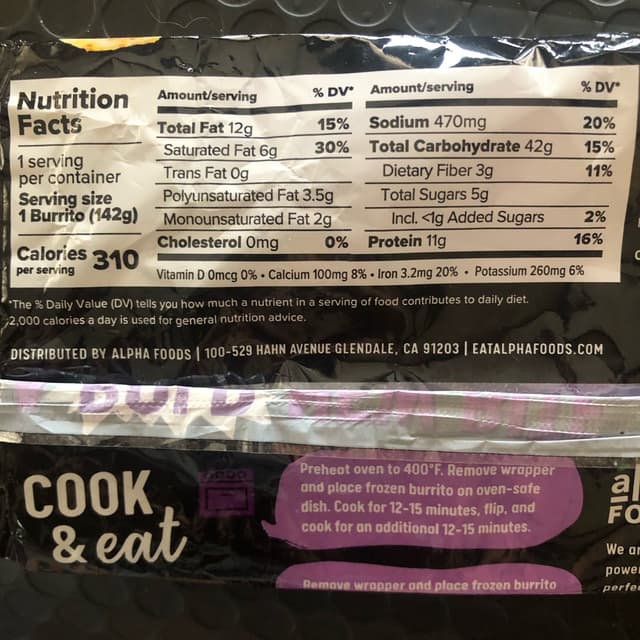 Nutrition
Facts
1 serving
per container
Serving size
1 Burrito (142g)
Calories 310
per serving
Amount/serving % DV*
Total Fat 12g 15%
Saturated Fat 6g 30%
Trans Fat 0g
Polyunsaturated Fat 3.5g
Monounsaturated Fat 2g
Cholesterol 0mg 0%
Amount/serving % DV*
Sodium 470mg 20%
Total Carbohydrate 42g 15%
Dietary Fiber 3g 11%
Total Sugars 5g
Incl. <1g Added Sugars 2%
Protein 11g 16%
Vitamin D 0mcg 0% • Calcium 100mg 8% • Iron 3.2mg 20% • Potassium 260mg 6%
*The % Daily Value (DV) tells you how much a nutrient in a serving of food contributes to daily diet.
2,000 calories a day is used for general nutrition advice.
DISTRIBUTED BY ALPHA FOODS | 100-529 HAHN AVENUE GLENDALE, CA 91203 | EATALPHAFOODS.COM
COOK
& eat
Preheat oven to 400°F. Remove wrapper
and place frozen burrito on oven-safe
dish. Cook for 12-15 minutes, flip, and
cook for an additional 12-15 minutes.
Remove wrapper and place frozen burrito
al
FO
We ar
power
perfe